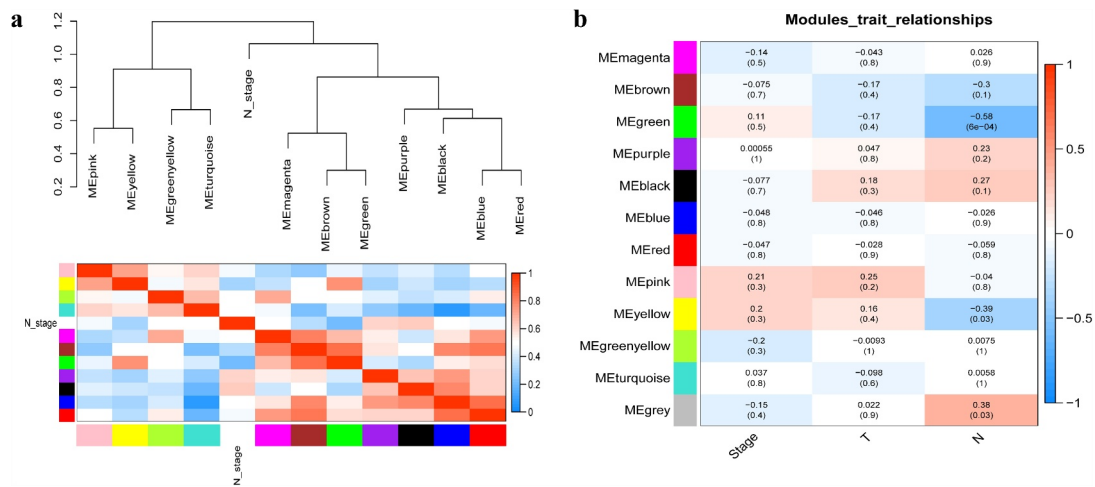 a
1.2
1.0
0.8
0.6
0.4
0.2
MEpink
MEyellow
MEgreenyellow
MEturquoise
N_stage
MEmagenta
MEbrown
MEgreen
MEpurple
MEblack
MEblue
MEred
N_stage
1
0.8
0.6
0.4
0.2
0
N_stage
b
Modules_trait_relationships
MEmagenta −0.14 −0.043 0.026
(0.5) (0.8) (0.9)
MEbrown −0.075 −0.17 −0.3
(0.7) (0.4) (0.1)
MEgreen 0.11 −0.17 −0.58
(0.5) (0.4) (6e−04)
MEpurple 0.00055 0.047 0.23
(1) (0.8) (0.2)
MEblack −0.077 0.18 0.27
(0.7) (0.3) (0.1)
MEblue −0.048 −0.046 −0.026
(0.8) (0.8) (0.9)
MEred −0.047 −0.028 −0.059
(0.8) (0.9) (0.8)
MEpink 0.21 0.25 −0.04
(0.3) (0.2) (0.8)
MEyellow 0.2 0.16 −0.39
(0.3) (0.4) (0.03)
MEgreenyellow −0.2 −0.0093 0.0075
(0.3) (1) (1)
MEturquoise 0.037 −0.098 0.0058
(0.8) (0.6) (1)
MEgrey −0.15 0.022 0.38
(0.4) (0.9) (0.03)
Stage T N
1
0.5
0
−0.5
−1